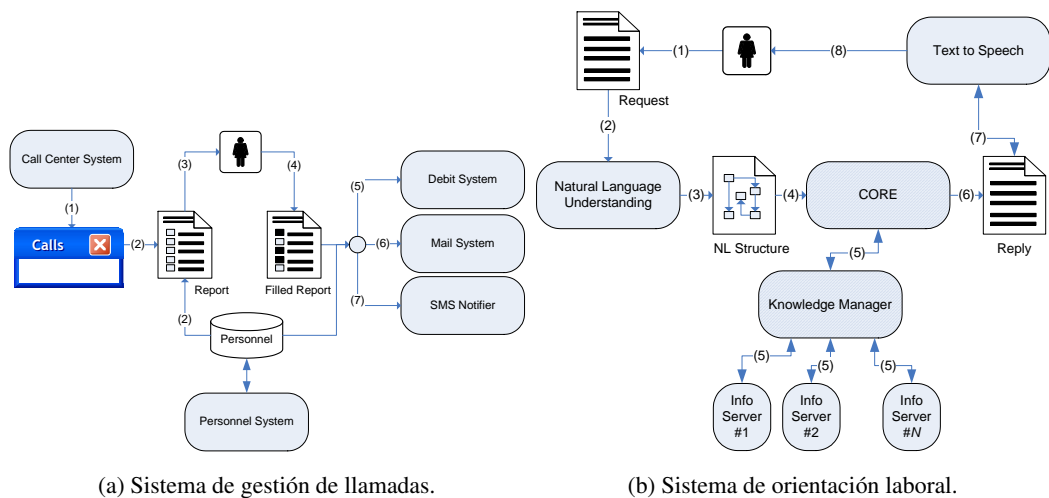 Call Center System
(1)
Calls
(2)
Report
(3)
(4)
Filled Report
(2)
Personnel
Personnel System
(5)
Debit System
(6)
Mail System
(7)
SMS Notifier
(a) Sistema de gestión de llamadas.
Request
(1)
(8)
Text to Speech
(2)
(7)
Natural Language
Understanding
(3)
NL Structure
(4)
CORE
(6)
Reply
(5)
Knowledge Manager
(5)
(5)
(5)
Info
Server
#1
Info
Server
#2
Info
Server
#N
(b) Sistema de orientación laboral.